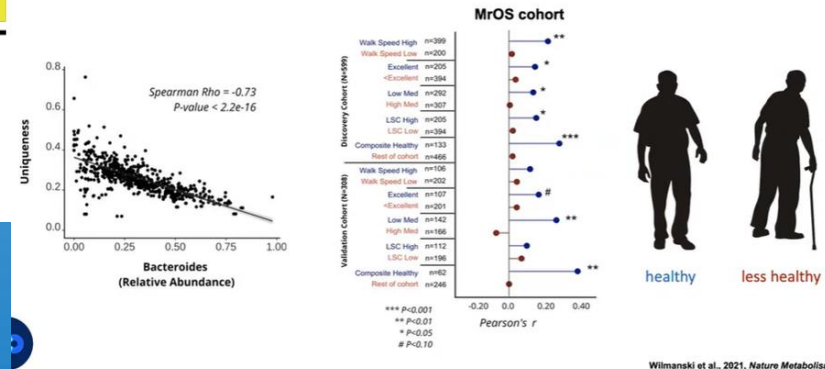 MrOS cohort
0.8
0.6
0.4
0.2
0.0
Uniqueness
Spearman Rho = -0.73
P-value < 2.2e-16
0.00 0.25 0.50 0.75 1.00
Bacteroides
(Relative Abundance)
Discovery Cohort (N=599)
Walk Speed High n=399 **
Walk Speed Low n=200
Excellent n=205 *
<Excellent n=394
Low Med n=292 *
High Med n=307
LSC High n=205 *
LSC Low n=394
Composite Healthy n=133 ***
Rest of cohort n=466
Validation Cohort (N=308)
Walk Speed High n=106
Walk Speed Low n=202
Excellent n=107 #
<Excellent n=201
Low Med n=142 **
High Med n=166
LSC High n=112
LSC Low n=196
Composite Healthy n=62 **
Rest of cohort n=246
-0.20 0.0 0.20 0.40
Pearson's r
*** P<0.001
** P<0.01
* P<0.05
# P<0.10
healthy less healthy
Wilmanski et al., 2021, Nature Metabolis